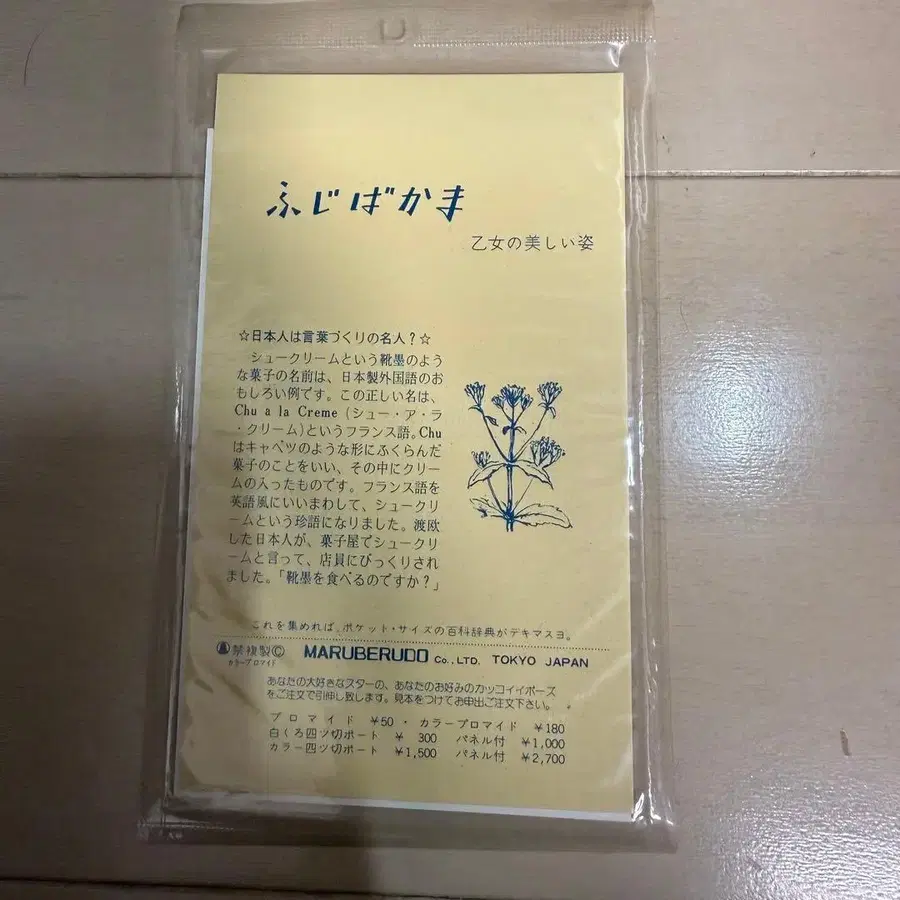 ふじばかま
乙女の美しい姿
☆日本人は言葉づくりの名人?☆
シュークリームという靴墨のよう
な菓子の名前は、日本製外国語のお
もしろい例です。この正しい名は、
Chu a la Creme (シュー・ア・ラ
・クリーム)というフランス語。Chu
はキャベツのような形にふくらんだ
菓子のことをいい、その中にクリー
ムの入ったものです。フランス語を
英語風にいいまわして、シュークリ
ームという珍語になりました。渡欧
した日本人が、菓子屋でシュークリ
ームと言って、店員にびっくりされ
ました。「靴墨を食べるのですか?」
これを集めれば、ポケット・サイズの百科辞典がデキマスヨ。
禁複製Ⓒ MARUBERUDO Co.,LTD. TOKYO JAPAN
カラーブロマイド
あなたの大好きなスターの、あなたのお好みのカッコイイポーズ
をご注文で引伸し致します。見本をつけてお申出ご注文下さい。
ブロマイド ¥50・カラーブロマイド ¥180
白くろ四ツ切ポート ¥ 300 パネル付 ¥1,000
カラー四ツ切ポート ¥1,500 パネル付 ¥2,700